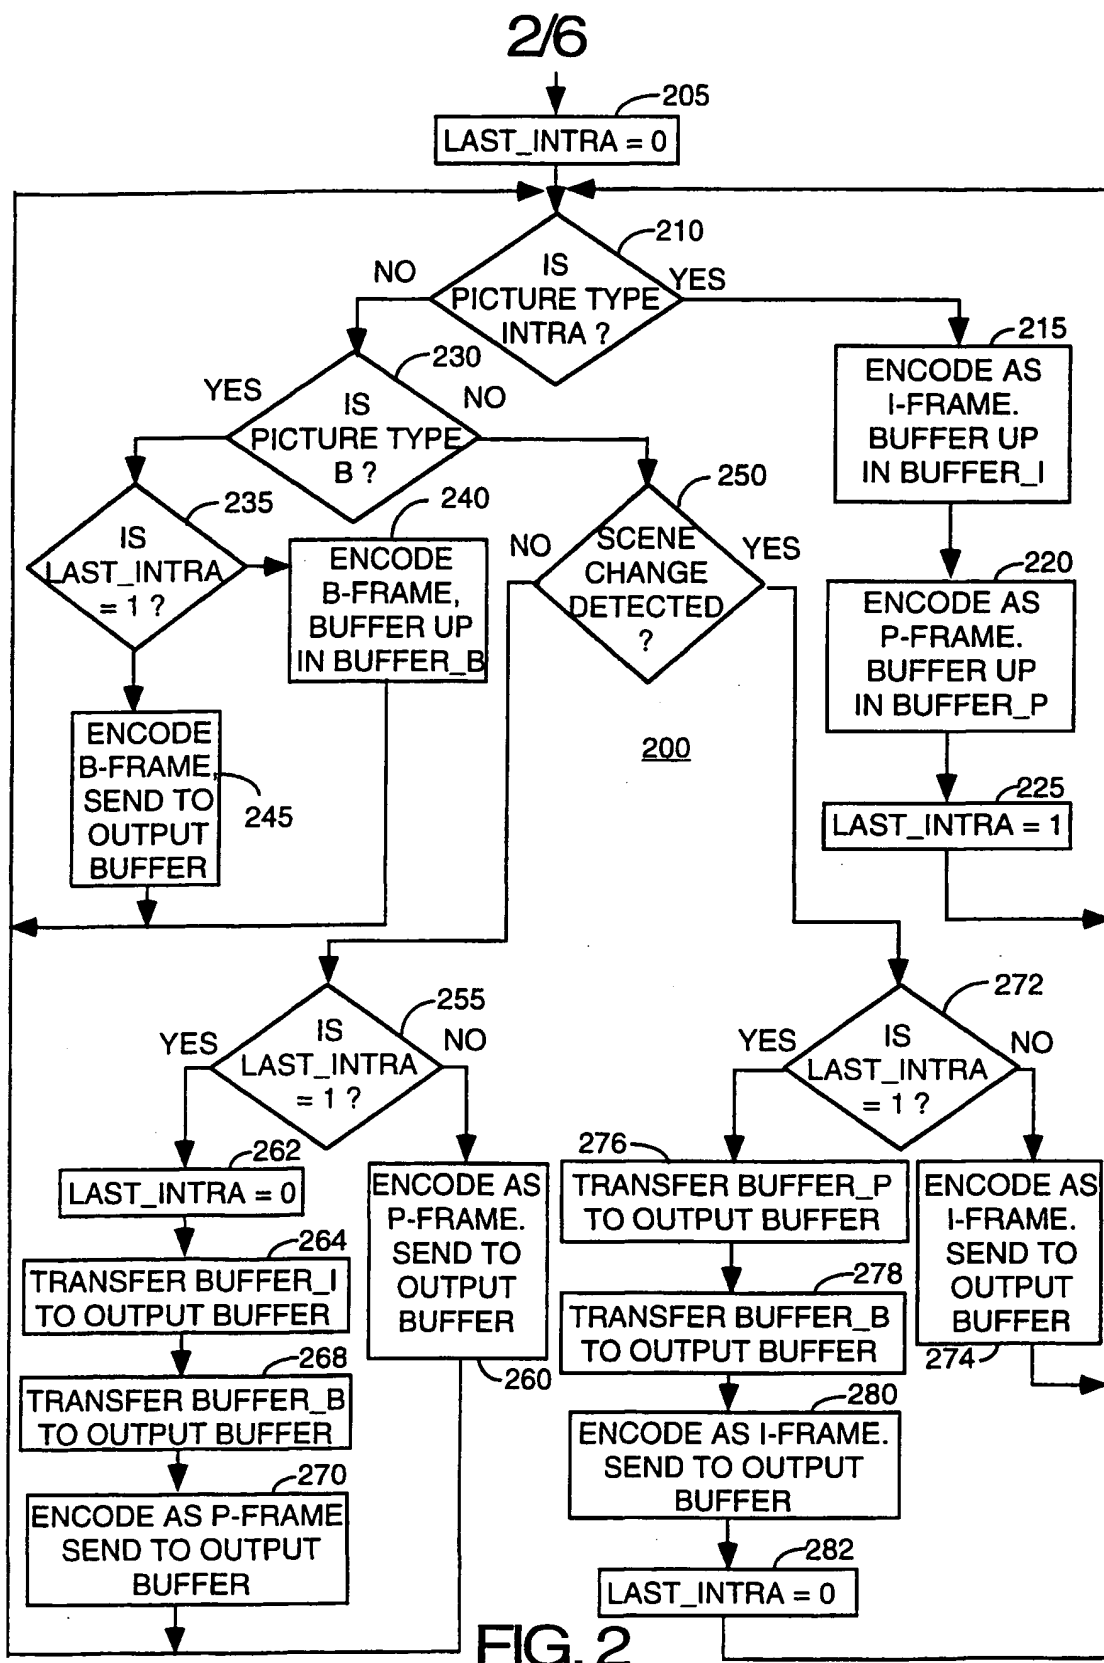 2/6
205
LAST_INTRA = 0
210
IS
PICTURE TYPE
INTRA ?
NO
YES
215
ENCODE AS
I-FRAME.
BUFFER UP
IN BUFFER_I
230
IS
PICTURE TYPE
B ?
YES
NO
235
IS
LAST_INTRA
= 1 ?
240
ENCODE
B-FRAME,
BUFFER UP
IN BUFFER_B
250
SCENE
CHANGE
DETECTED
?
NO
YES
220
ENCODE AS
P-FRAME.
BUFFER UP
IN BUFFER_P
200
ENCODE
B-FRAME,
SEND TO
OUTPUT
BUFFER
245
225
LAST_INTRA = 1
255
IS
LAST_INTRA
= 1 ?
YES
NO
272
IS
LAST_INTRA
= 1 ?
YES
NO
262
LAST_INTRA = 0
264
TRANSFER BUFFER_I
TO OUTPUT BUFFER
268
TRANSFER BUFFER_B
TO OUTPUT BUFFER
270
ENCODE AS P-FRAME
SEND TO OUTPUT
BUFFER
ENCODE AS
P-FRAME.
SEND TO
OUTPUT
BUFFER
260
276
TRANSFER BUFFER_P
TO OUTPUT BUFFER
278
TRANSFER BUFFER_B
TO OUTPUT BUFFER
280
ENCODE AS I-FRAME.
SEND TO OUTPUT
BUFFER
282
LAST_INTRA = 0
ENCODE AS
I-FRAME.
SEND TO
OUTPUT
BUFFER
274
FIG. 2